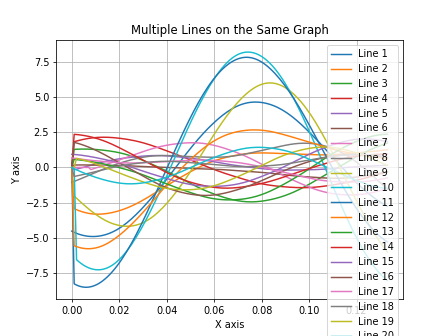 Multiple Lines on the Same Graph
Y axis
7.5
5.0
2.5
0.0
−2.5
−5.0
−7.5
0.00
0.02
0.04
0.06
0.08
0.10
X axis
Line 1
Line 2
Line 3
Line 4
Line 5
Line 6
Line 7
Line 8
Line 9
Line 10
Line 11
Line 12
Line 13
Line 14
Line 15
Line 16
Line 17
Line 18
Line 19
Line 20